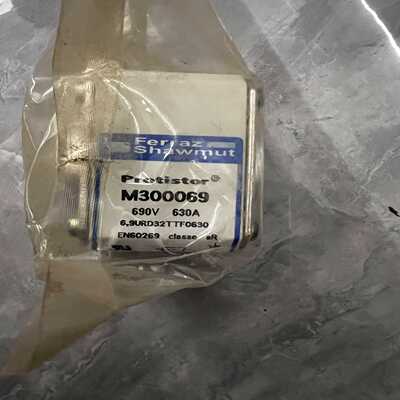 Ferraz
Shawmut
Protistor®
M300069
690V 630A
6,9URD32TTF0630
EN60269 classe aR